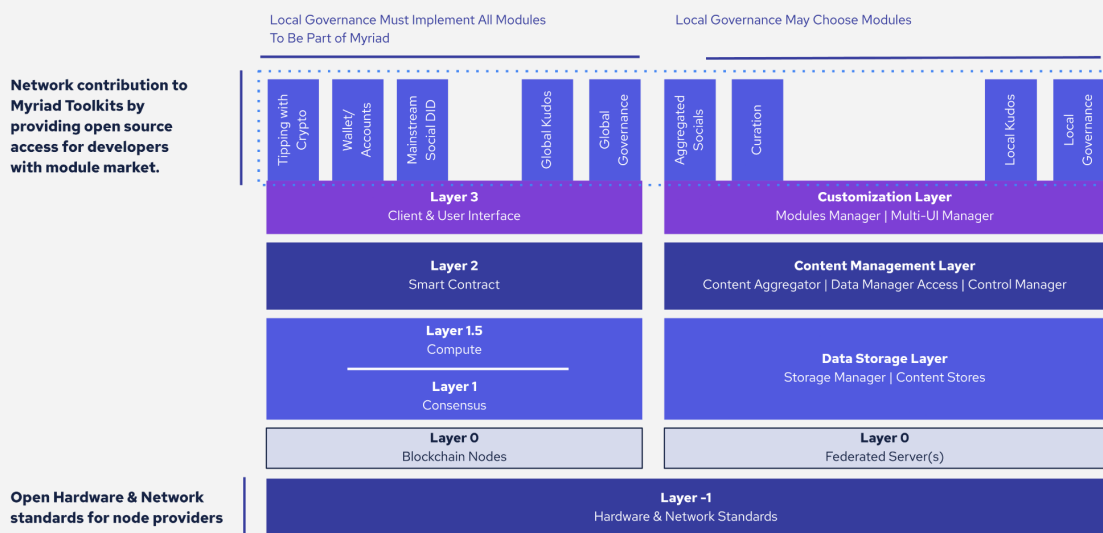 Local Governance Must Implement All Modules
To Be Part of Myriad
Local Governance May Choose Modules
Network contribution to
Myriad Toolkits by
providing open source
access for developers
with module market.
Tipping with
Crypto
Wallet/
Accounts
Mainstream
Social DID
Global Kudos
Global
Governance
Aggregated
Socials
Curation
Local Kudos
Local
Governance
Layer 3
Client & User Interface
Customization Layer
Modules Manager | Multi-UI Manager
Layer 2
Smart Contract
Content Management Layer
Content Aggregator | Data Manager Access | Control Manager
Layer 1.5
Compute
Layer 1
Consensus
Data Storage Layer
Storage Manager | Content Stores
Layer 0
Blockchain Nodes
Layer 0
Federated Server(s)
Open Hardware & Network
standards for node providers
Layer -1
Hardware & Network Standards